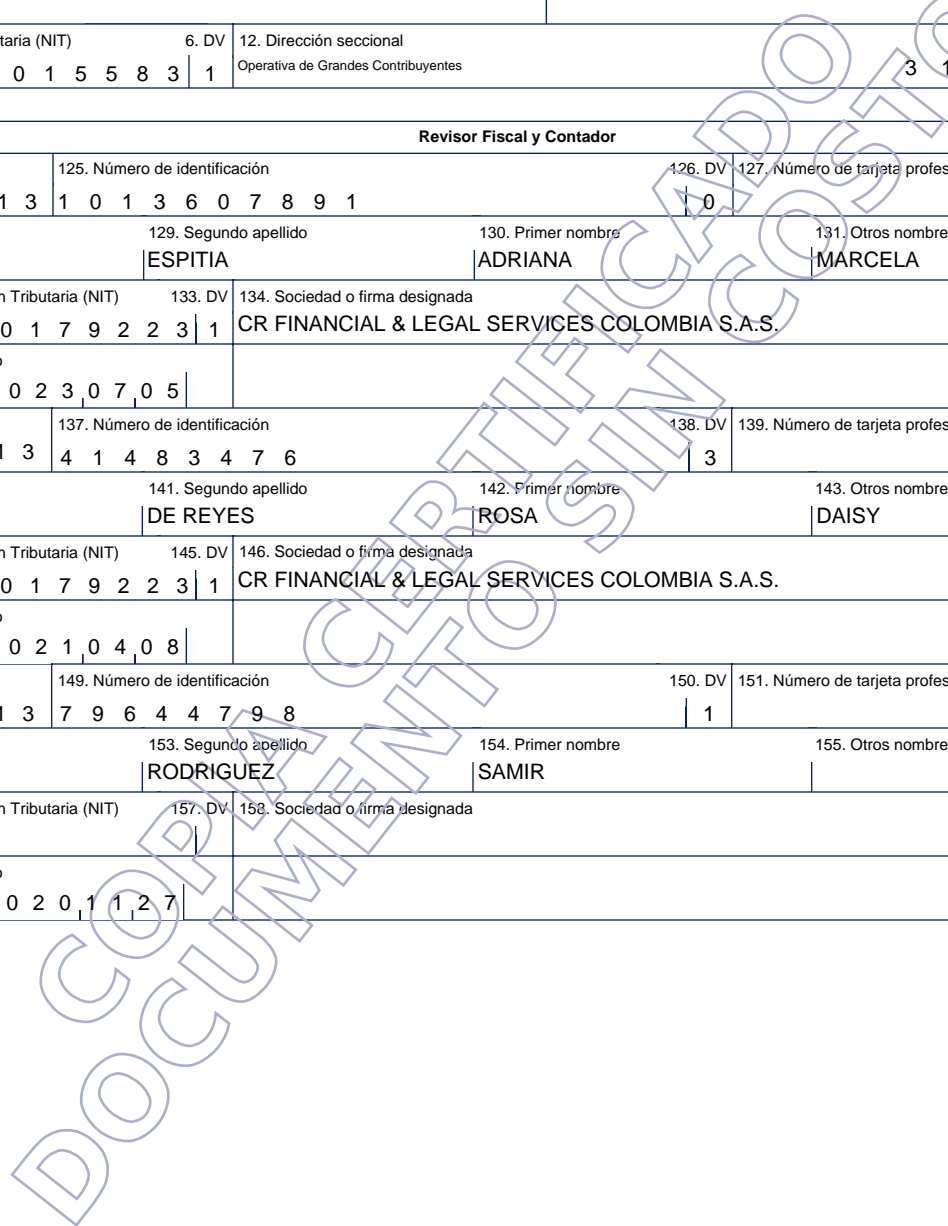 taria (NIT) 6. DV 12. Dirección seccional
0 1 5 5 8 3 1 Operativa de Grandes Contribuyentes 3 1
Revisor Fiscal y Contador
125. Número de identificación 126. DV 127. Número de tarjeta profes
1 3 1 0 1 3 6 0 7 8 9 1 0
129. Segundo apellido 130. Primer nombre 131. Otros nombre
ESPITIA ADRIANA MARCELA
n Tributaria (NIT) 133. DV 134. Sociedad o firma designada
0 1 7 9 2 2 3 1 CR FINANCIAL & LEGAL SERVICES COLOMBIA S.A.S.
o
0 2 3 0 7 0 5
137. Número de identificación 138. DV 139. Número de tarjeta profes
1 3 4 1 4 8 3 4 7 6 3
141. Segundo apellido 142. Primer nombre 143. Otros nombre
DE REYES ROSA DAISY
n Tributaria (NIT) 145. DV 146. Sociedad o firma designada
0 1 7 9 2 2 3 1 CR FINANCIAL & LEGAL SERVICES COLOMBIA S.A.S.
o
0 2 1 0 4 0 8
149. Número de identificación 150. DV 151. Número de tarjeta profes
1 3 7 9 6 4 4 7 9 8 1
153. Segundo apellido 154. Primer nombre 155. Otros nombre
RODRIGUEZ SAMIR
n Tributaria (NIT) 157. DV 158. Sociedad o firma designada
o
0 2 0 1 1 2 7
COPIA CERTIFICADO
DOCUMENTO SIN COSTO